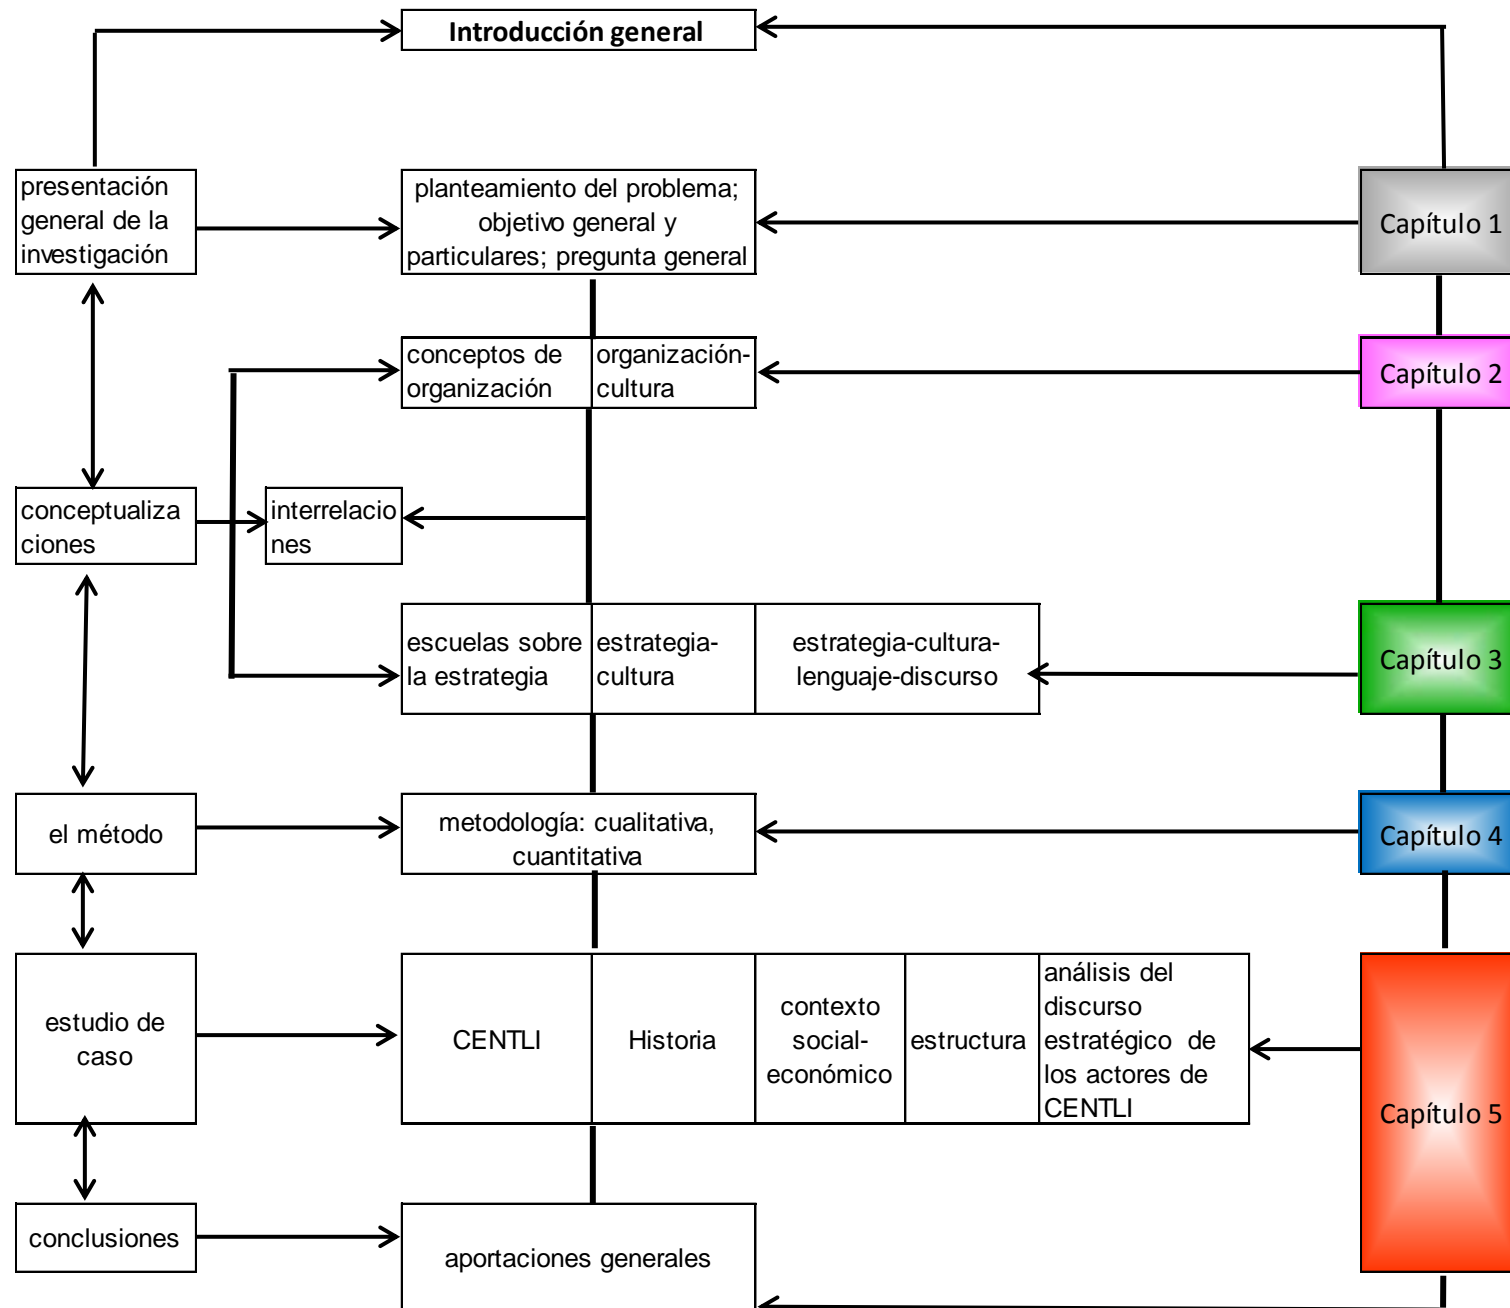 Introducción general
presentación
general de la
investigación
planteamiento del problema;
objetivo general y
particulares; pregunta general
Capítulo 1
conceptos de
organización
organización-
cultura
Capítulo 2
conceptualiza
ciones
interrelacio
nes
escuelas sobre
la estrategia
estrategia-
cultura
estrategia-cultura-
lenguaje-discurso
Capítulo 3
el método
metodología: cualitativa,
cuantitativa
Capítulo 4
estudio de
caso
CENTLI
Historia
contexto
social-
económico
estructura
análisis del
discurso
estratégico de
los actores de
CENTLI
Capítulo 5
conclusiones
aportaciones generales